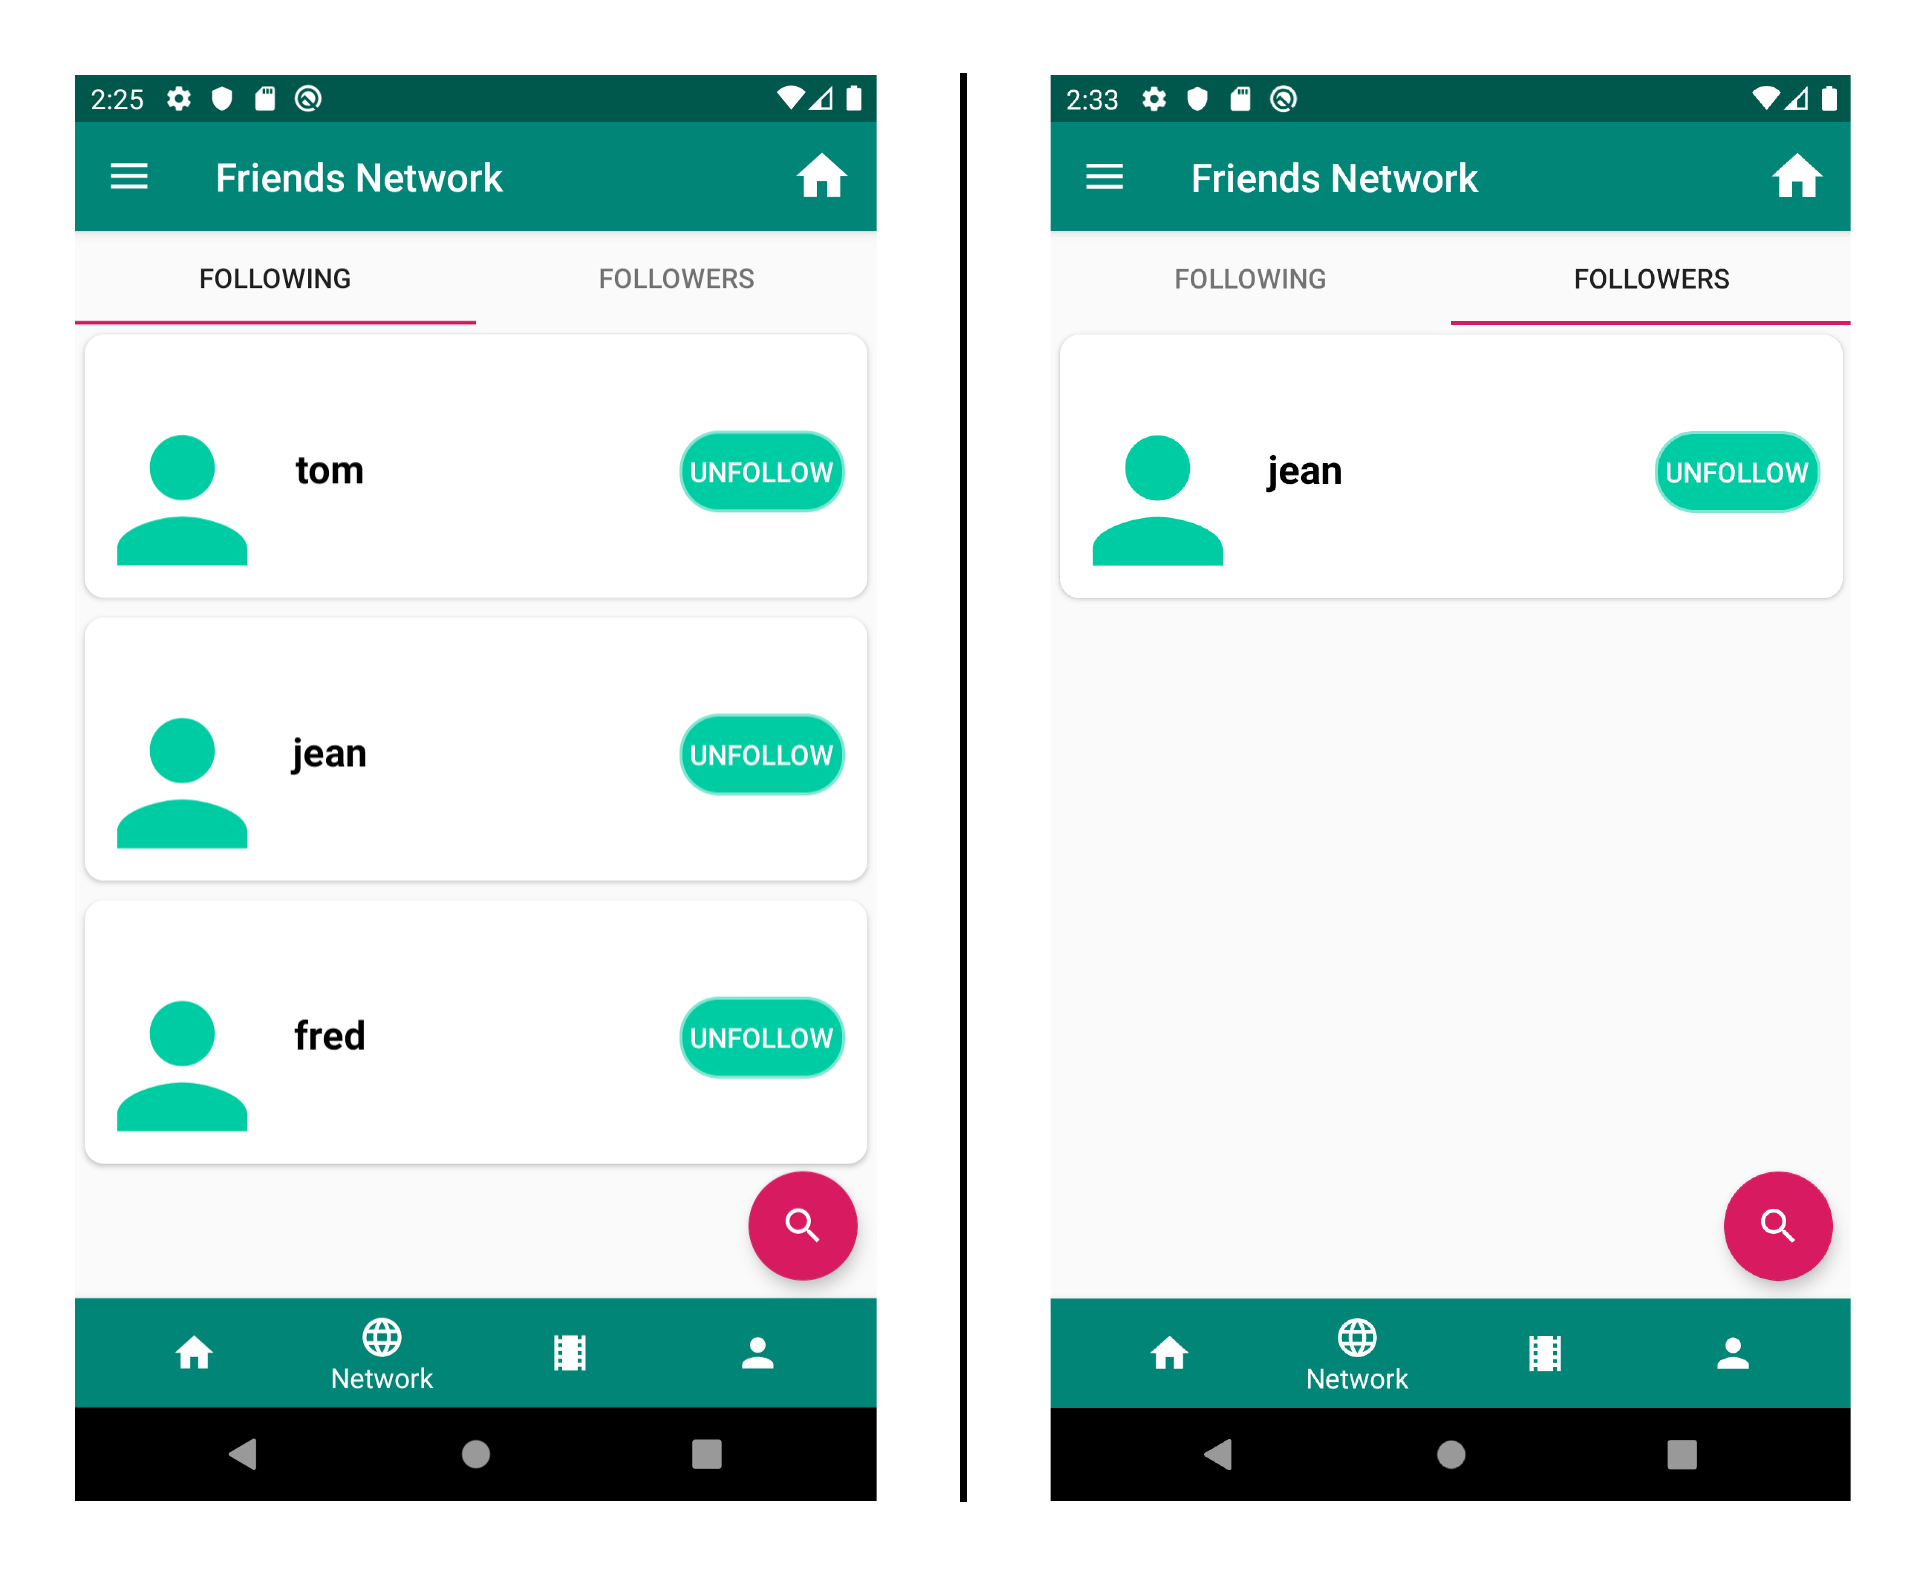 2:25
Friends Network
FOLLOWING FOLLOWERS
tom UNFOLLOW
jean UNFOLLOW
fred UNFOLLOW
Network
2:33
Friends Network
FOLLOWING FOLLOWERS
jean UNFOLLOW
Network